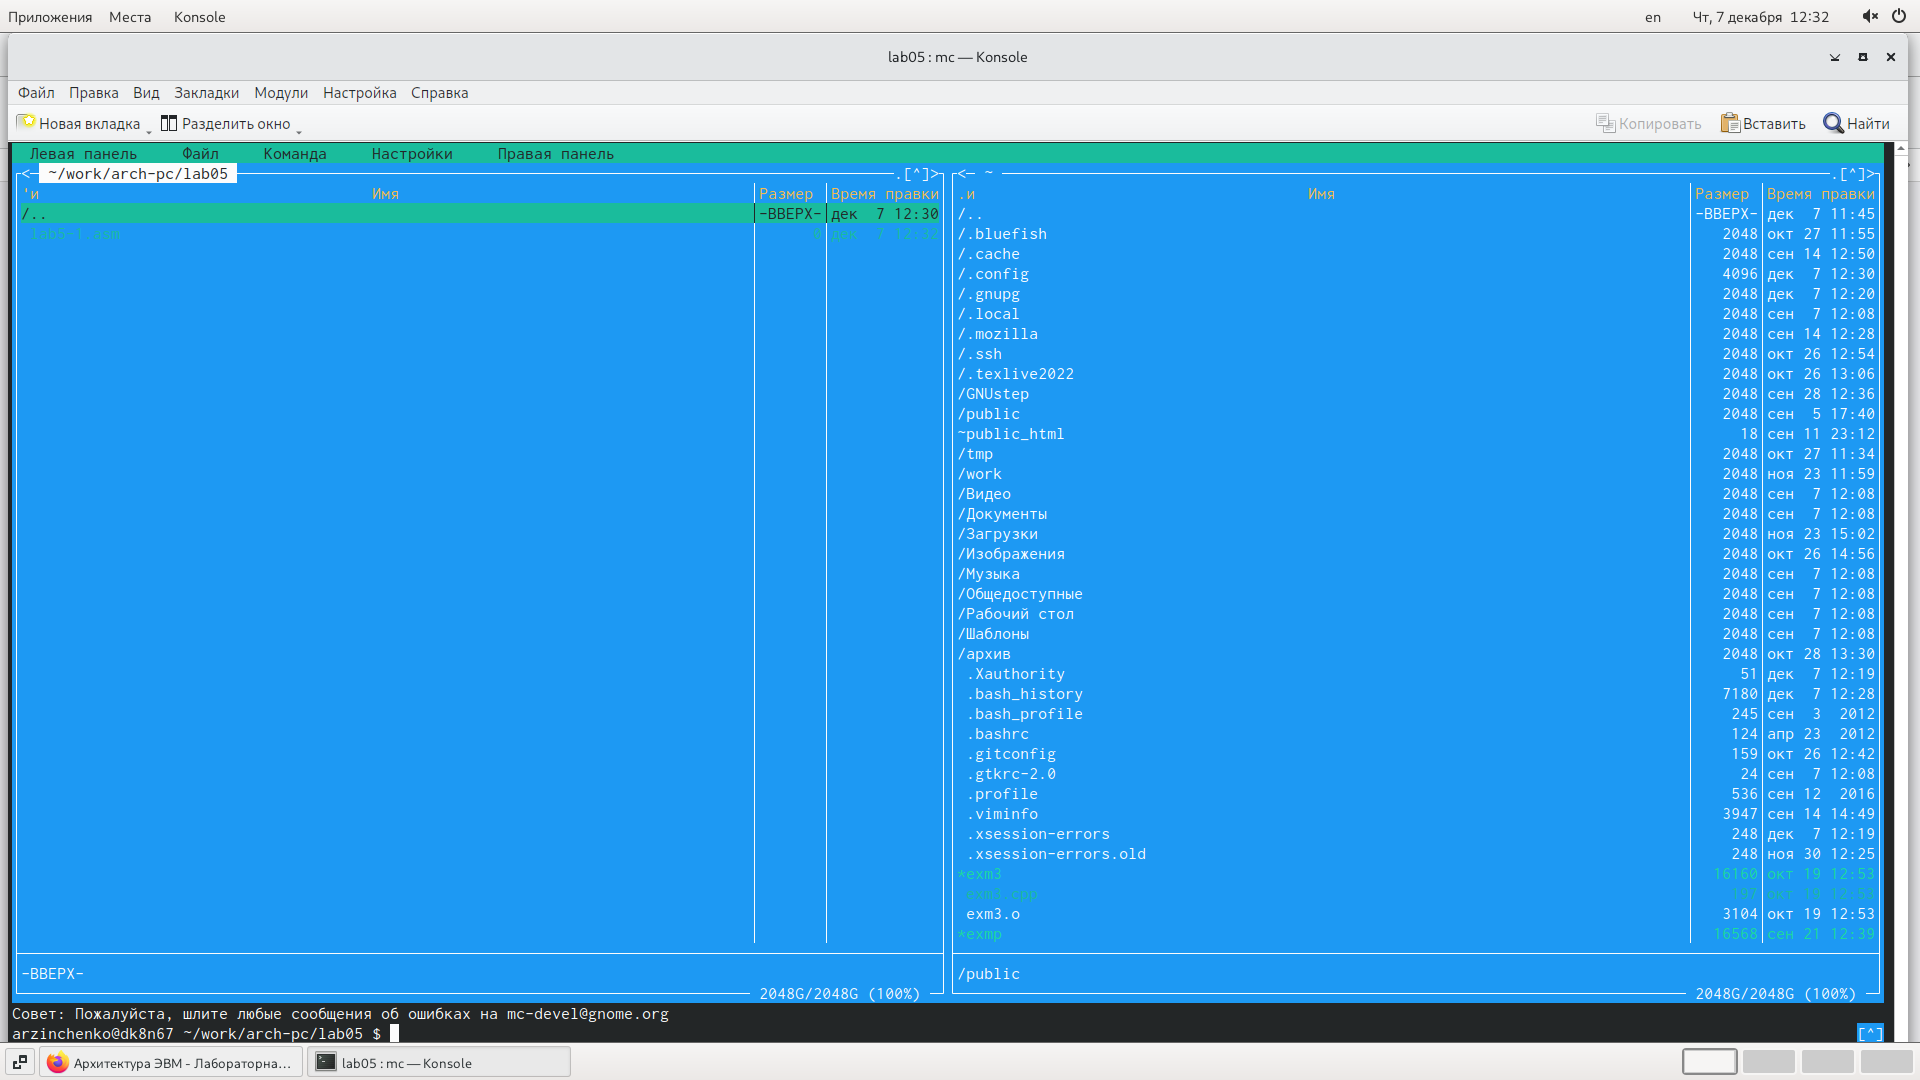 Приложения Места Konsole en Чт, 7 декабря 12:32
lab05 : mc — Konsole
Файл Правка Вид Закладки Модули Настройка Справка
Новая вкладка Разделить окно Копировать Вставить Найти
Левая панель Файл Команда Настройки Правая панель
<─ ~/work/arch-pc/lab05 .[^]>
'и Имя Размер Время правки
/.. -ВВЕРХ- дек 7 12:30
lab5-1.asm 0 дек 7 12:32
-ВВЕРХ-
2048G/2048G (100%)
<─ ~ .[^]>
.и Имя Размер Время правки
/.. -ВВЕРХ- дек 7 11:45
/.bluefish 2048 окт 27 11:55
/.cache 2048 сен 14 12:50
/.config 4096 дек 7 12:30
/.gnupg 2048 дек 7 12:20
/.local 2048 сен 7 12:08
/.mozilla 2048 сен 14 12:28
/.ssh 2048 окт 26 12:54
/.texlive2022 2048 окт 26 13:06
/GNUstep 2048 сен 28 12:36
/public 2048 сен 5 17:40
~public_html 18 сен 11 23:12
/tmp 2048 окт 27 11:34
/work 2048 ноя 23 11:59
/Видео 2048 сен 7 12:08
/Документы 2048 сен 7 12:08
/Загрузки 2048 ноя 23 15:02
/Изображения 2048 окт 26 14:56
/Музыка 2048 сен 7 12:08
/Общедоступные 2048 сен 7 12:08
/Рабочий стол 2048 сен 7 12:08
/Шаблоны 2048 сен 7 12:08
/архив 2048 окт 28 13:30
.Xauthority 51 дек 7 12:19
.bash_history 7180 дек 7 12:28
.bash_profile 245 сен 3 2012
.bashrc 124 апр 23 2012
.gitconfig 159 окт 26 12:42
.gtkrc-2.0 24 сен 7 12:08
.profile 536 сен 12 2016
.viminfo 3947 сен 14 14:49
.xsession-errors 248 дек 7 12:19
.xsession-errors.old 248 ноя 30 12:25
*exm3 16160 окт 19 12:53
exm3.cpp окт 19 12:53
exm3.o 3104 окт 19 12:53
*exmp 16568 сен 21 12:39
/public
2048G/2048G (100%)
Совет: Пожалуйста, шлите любые сообщения об ошибках на mc-devel@gnome.org
arzinchenko@dk8n67 ~/work/arch-pc/lab05 $ [^]
Архитектура ЭВМ - Лабораторна… lab05 : mc — Konsole